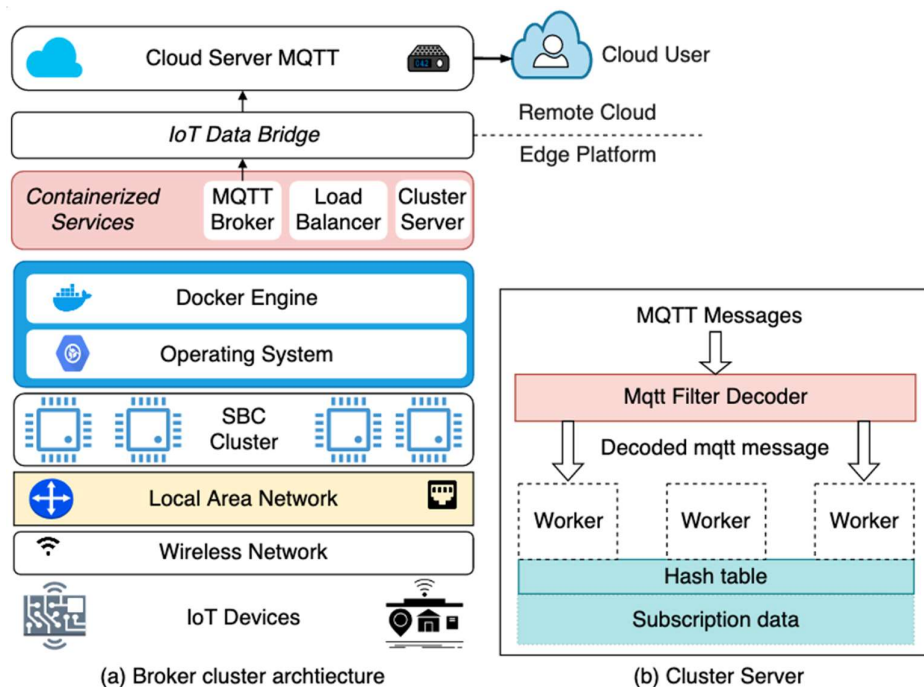 Cloud Server MQTT
Cloud User
Remote Cloud
IoT Data Bridge
Edge Platform
Containerized
Services
MQTT
Broker
Load
Balancer
Cluster
Server
Docker Engine
Operating System
SBC
Cluster
Local Area Network
Wireless Network
IoT Devices
(a) Broker cluster archtiecture
MQTT Messages
Mqtt Filter Decoder
Decoded mqtt message
Worker
Worker
Worker
Hash table
Subscription data
(b) Cluster Server